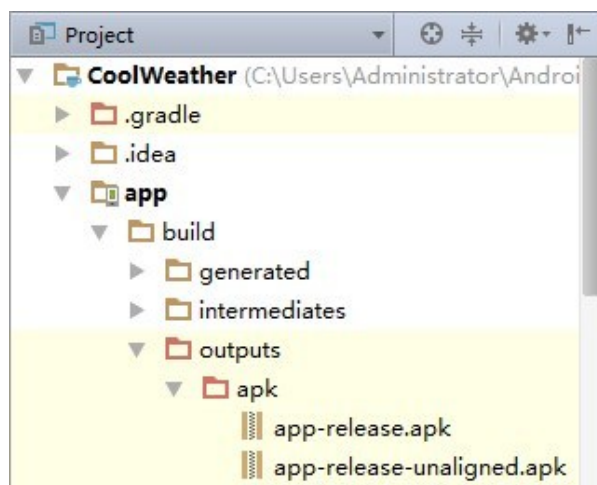 Project
CoolWeather (C:\Users\Administrator\Androi
.gradle
.idea
app
build
generated
intermediates
outputs
apk
app-release.apk
app-release-unaligned.apk